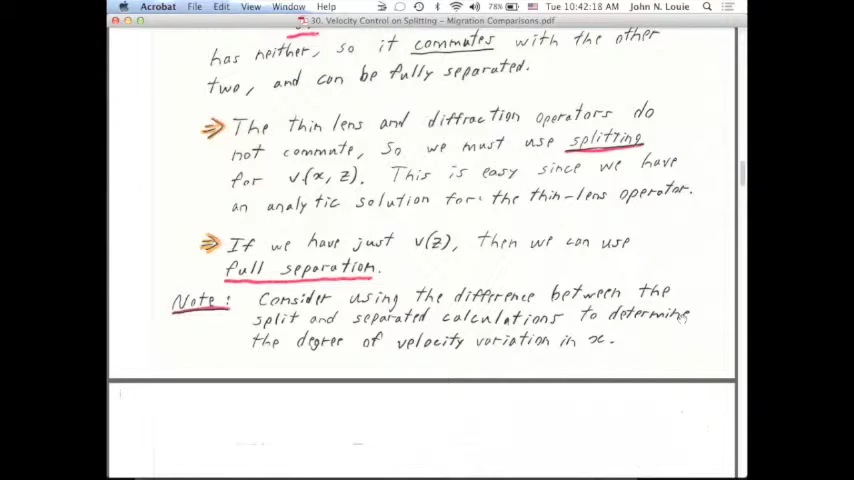 Acrobat File Edit View Window Help 78% Tue 10:42:18 AM John N. Louie
30. Velocity Control on Splitting – Migration Comparisons.pdf
has neither, so it commutes with the other
two, and can be fully separated.
⇒ The thin lens and diffraction operators do
not commute, so we must use splitting
for v(x, z). This is easy since we have
an analytic solution for the thin-lens operator.
⇒ If we have just v(z), then we can use
full separation.
Note: Consider using the difference between the
split and separated calculations to determine
the degree of velocity variation in x.